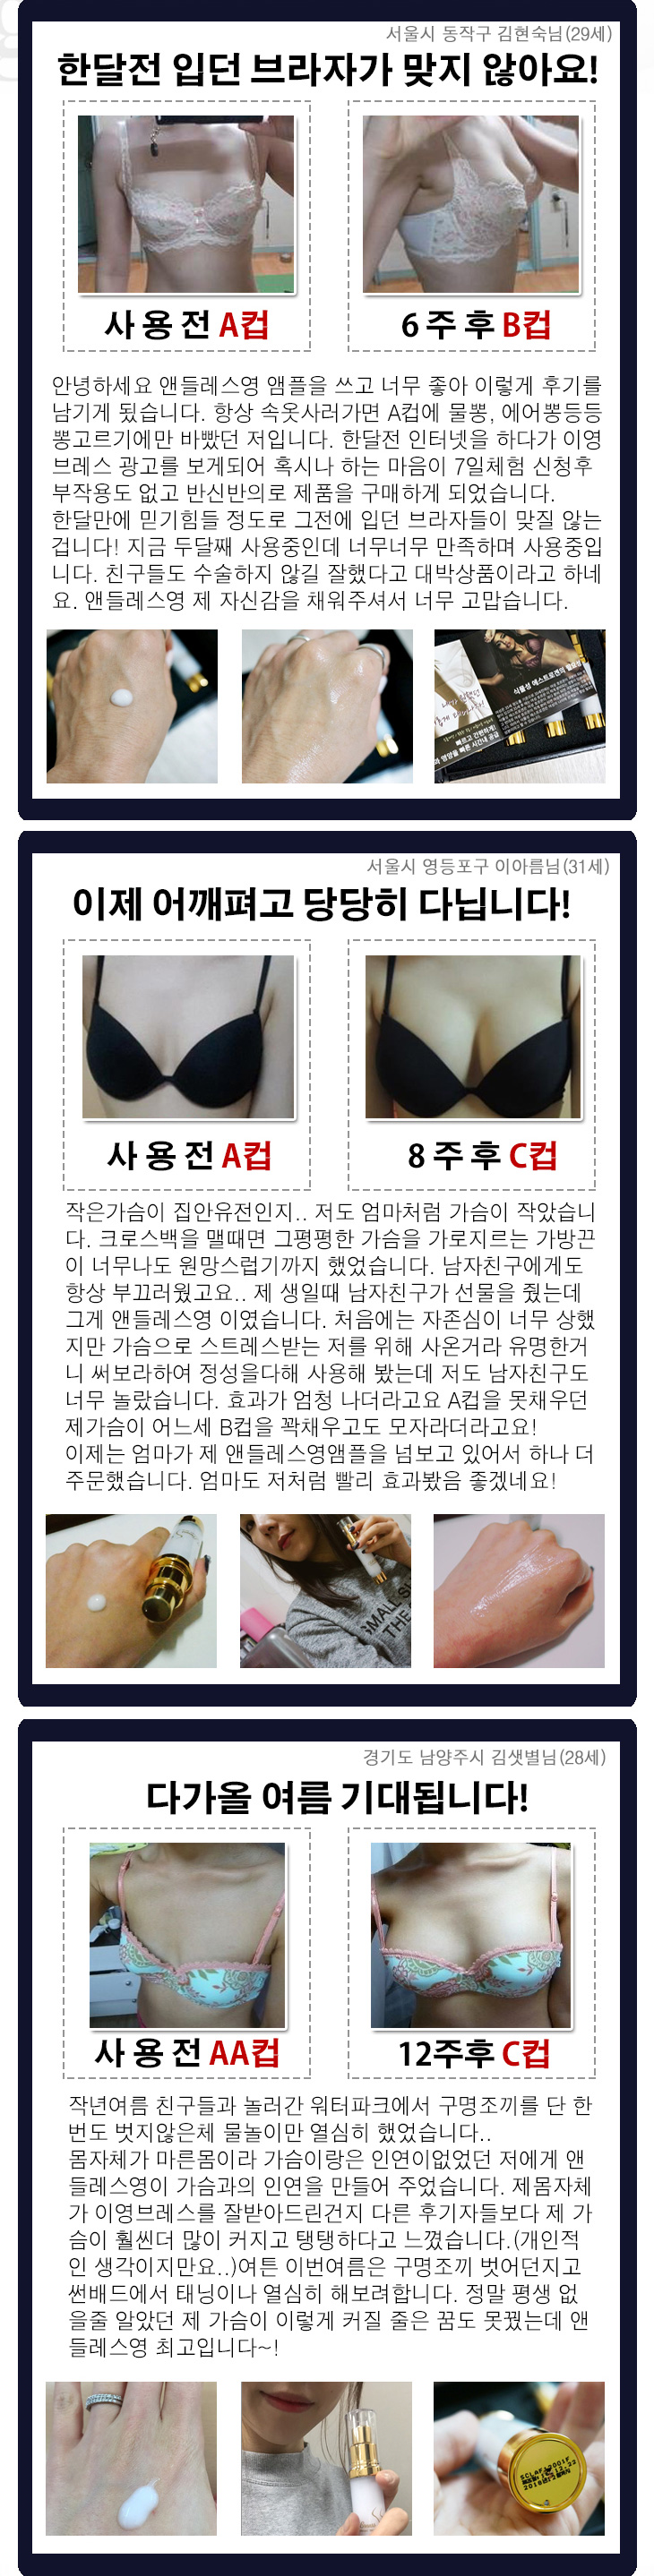 서울시 동작구 김현숙님(29세)
한달전 입던 브라자가 맞지 않아요!
사 용 전 A컵
6 주 후 B컵
안녕하세요 앤들레스영 앰플을 쓰고 너무 좋아 이렇게 후기를
남기게 됬습니다. 항상 속옷사러가면 A컵에 물뽕, 에어뽕등등
뽕고르기에만 바빴던 저입니다. 한달전 인터넷을 하다가 이영
브레스 광고를 보게되어 혹시나 하는 마음이 7일체험 신청후
부작용도 없고 반신반의로 제품을 구매하게 되었습니다.
한달만에 믿기힘들 정도로 그전에 입던 브라자들이 맞질 않는
겁니다! 지금 두달째 사용중인데 너무너무 만족하며 사용중입
니다. 친구들도 수술하지 않길 잘했다고 대박상품이라고 하네
요. 앤들레스영 제 자신감을 채워주셔서 너무 고맙습니다.
식물성 에스트로겐의
빠르고 간편하게
서울시 영등포구 이아름님(31세)
이제 어깨펴고 당당히 다닙니다!
사 용 전 A컵
8 주 후 C컵
작은가슴이 집안유전인지.. 저도 엄마처럼 가슴이 작았습니
다. 크로스백을 맬때면 그평평한 가슴을 가로지르는 가방끈
이 너무나도 원망스럽기까지 했었습니다. 남자친구에게도
항상 부끄러웠고요.. 제 생일때 남자친구가 선물을 줬는데
그게 앤들레스영 이였습니다. 처음에는 자존심이 너무 상했
지만 가슴으로 스트레스받는 저를 위해 사온거라 유명한거
니 써보라하여 정성을다해 사용해 봤는데 저도 남자친구도
너무 놀랐습니다. 효과가 엄청 나더라고요 A컵을 못채우던
제가슴이 어느세 B컵을 꽉채우고도 모자라더라고요!
이제는 엄마가 제 앤들레스영앰플을 넘보고 있어서 하나 더
주문했습니다. 엄마도 저처럼 빨리 효과봤음 좋겠네요!
SMALL
THE
경기도 남양주시 김샛별님(28세)
다가올 여름 기대됩니다!
사 용 전 AA컵
12주후 C컵
작년여름 친구들과 놀러간 워터파크에서 구명조끼를 단 한
번도 벗지않은체 물놀이만 열심히 했었습니다..
몸자체가 마른몸이라 가슴이랑은 인연이없었던 저에게 앤
들레스영이 가슴과의 인연을 만들어 주었습니다. 제몸자체
가 이영브레스를 잘받아드린건지 다른 후기자들보다 제 가
슴이 훨씬더 많이 커지고 탱탱하다고 느꼈습니다.(개인적
인 생각이지만요..)여튼 이번여름은 구명조끼 벗어던지고
썬배드에서 태닝이나 열심히 해보려합니다. 정말 평생 없
을줄 알았던 제 가슴이 이렇게 커질 줄은 꿈도 못꿨는데 앤
들레스영 최고입니다~!